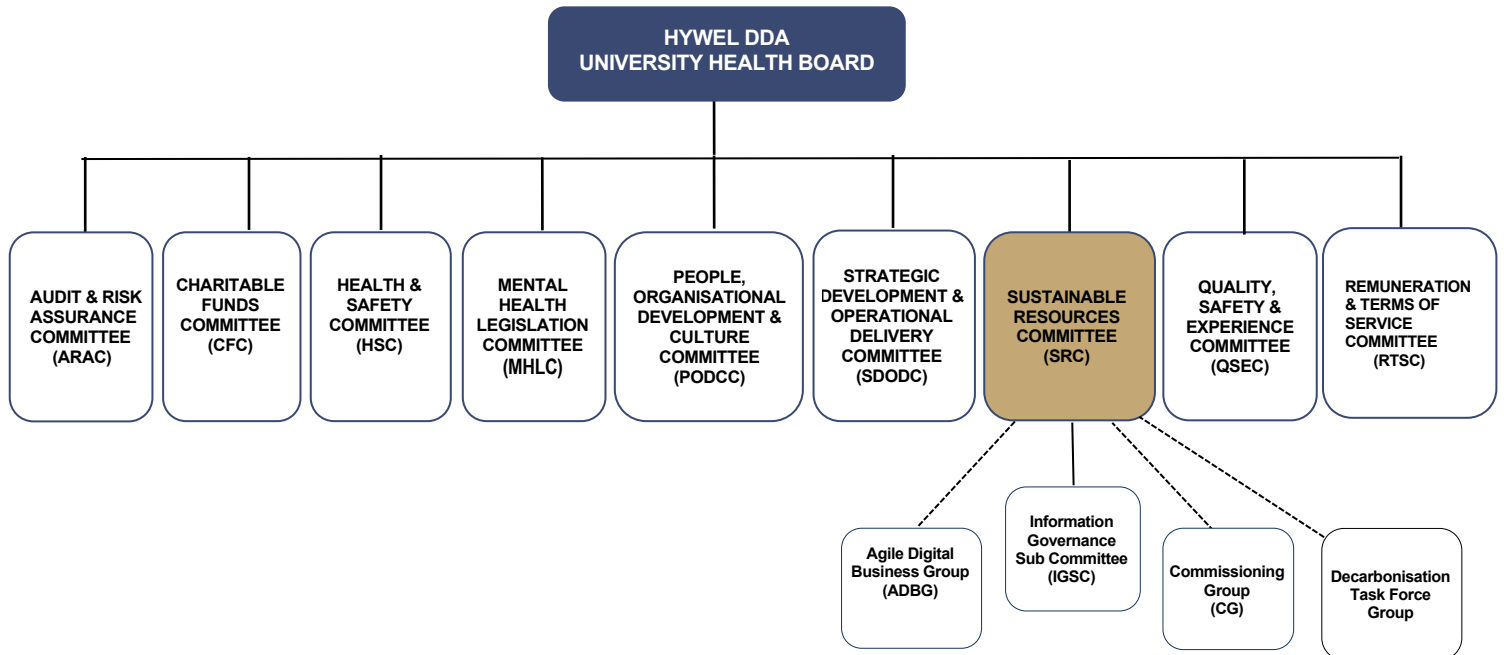 HYWEL DDA
UNIVERSITY HEALTH BOARD
AUDIT & RISK
ASSURANCE
COMMITTEE
(ARAC)
CHARITABLE
FUNDS
COMMITTEE
(CFC)
HEALTH &
SAFETY
COMMITTEE
(HSC)
MENTAL
HEALTH
LEGISLATION
COMMITTEE
(MHLC)
PEOPLE,
ORGANISATIONAL
DEVELOPMENT &
CULTURE
COMMITTEE
(PODCC)
STRATEGIC
DEVELOPMENT &
OPERATIONAL
DELIVERY
COMMITTEE
(SDODC)
SUSTAINABLE
RESOURCES
COMMITTEE
(SRC)
QUALITY,
SAFETY &
EXPERIENCE
COMMITTEE
(QSEC)
REMUNERATION
& TERMS OF
SERVICE
COMMITTEE
(RTSC)
Agile Digital
Business Group
(ADBG)
Information
Governance
Sub Committee
(IGSC)
Commissioning
Group
(CG)
Decarbonisation
Task Force
Group